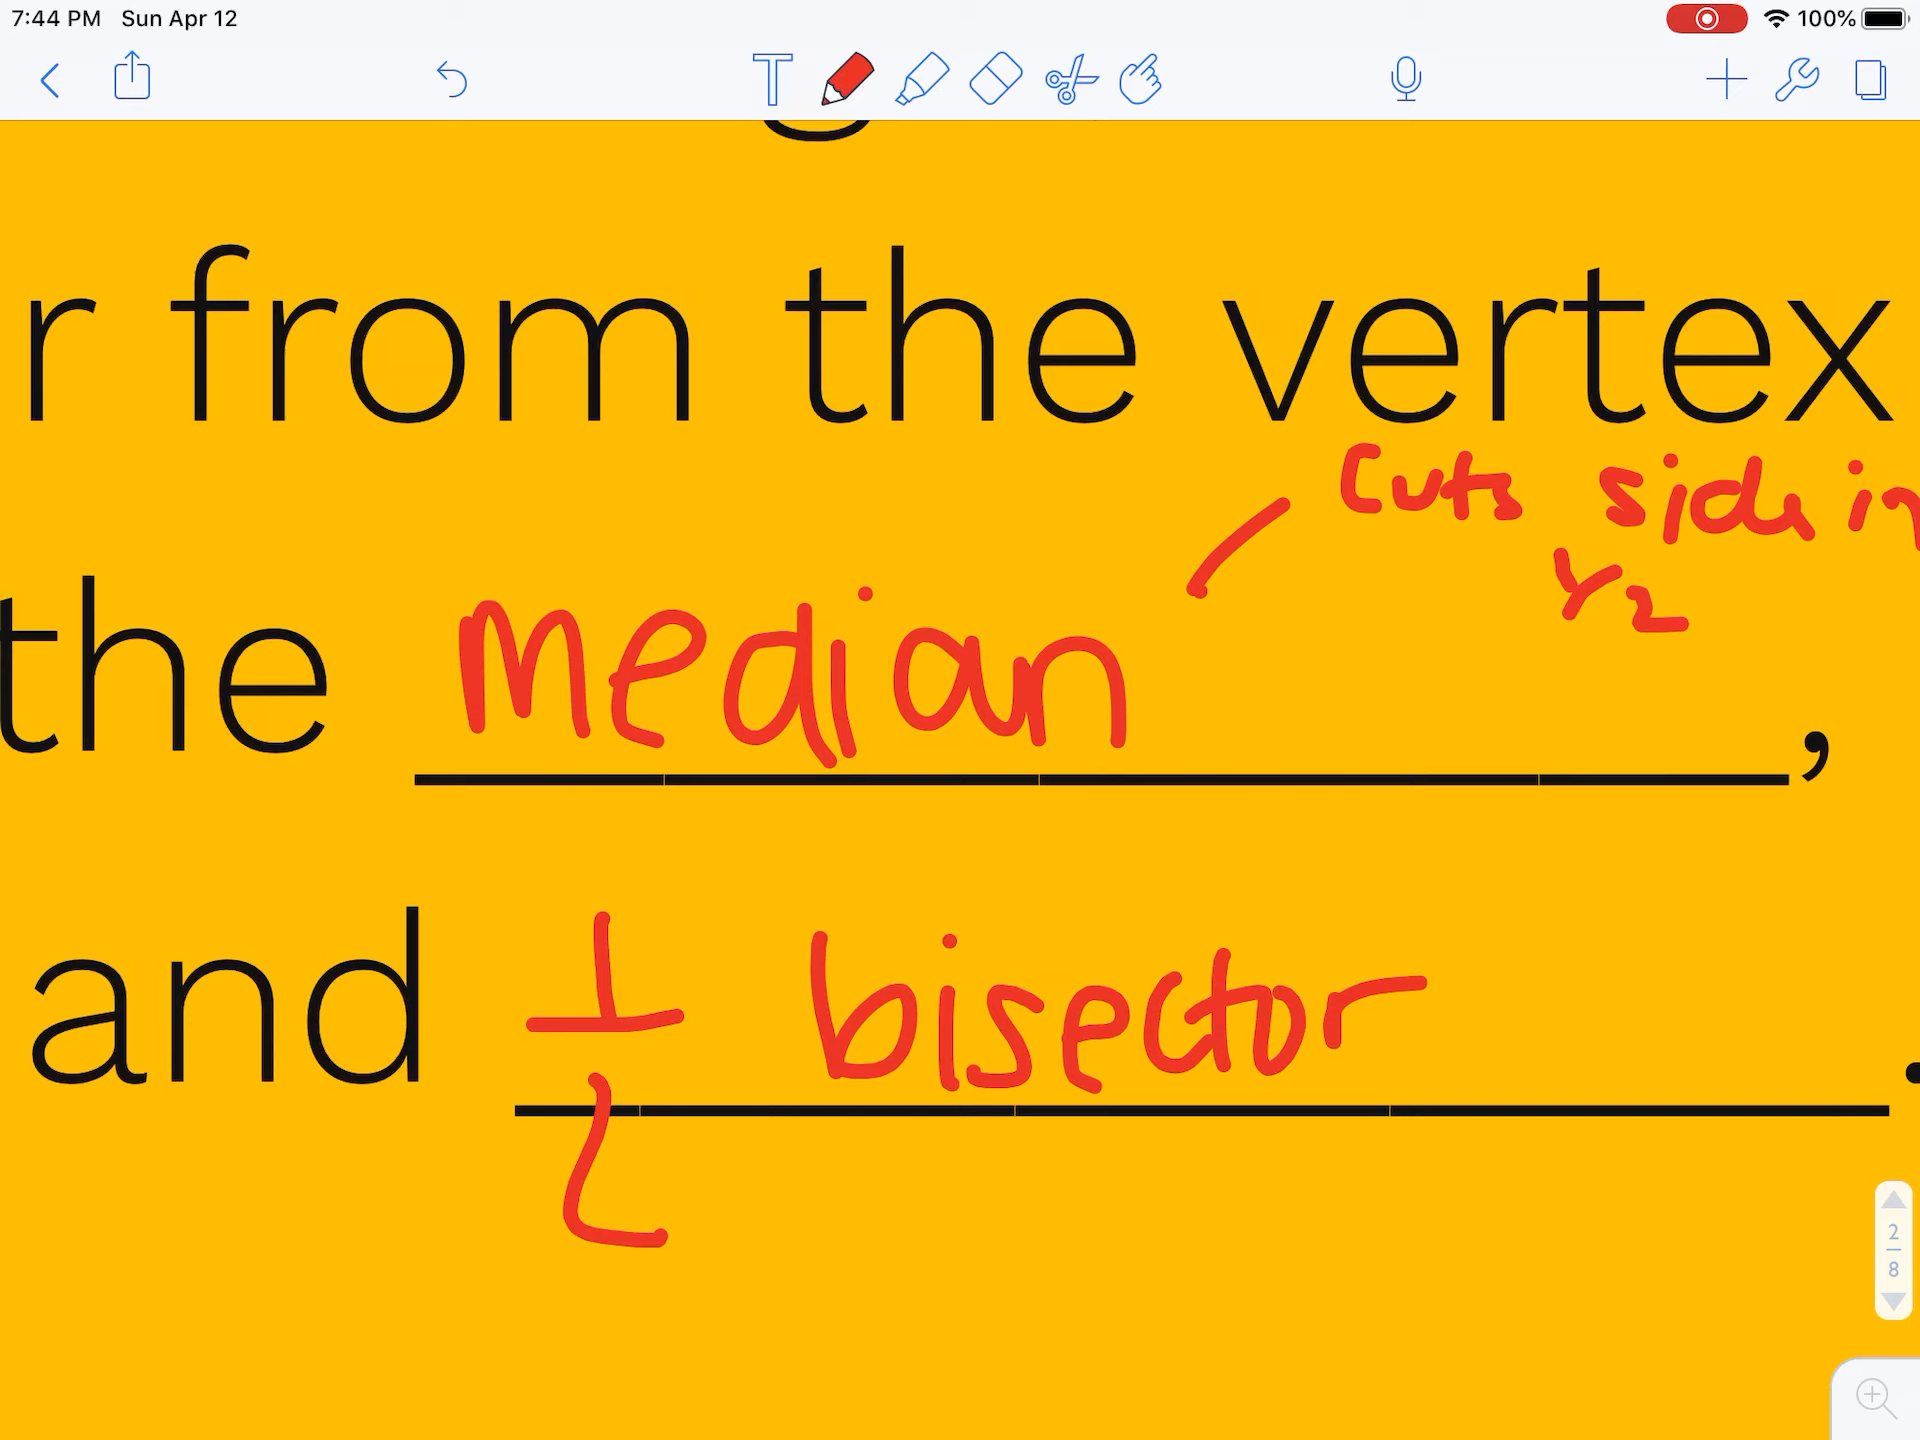 7:44 PM Sun Apr 12 100%
T
r from the vertex
cuts side in
1/2
the median,
and ⊥ bisector.
∠
2
8